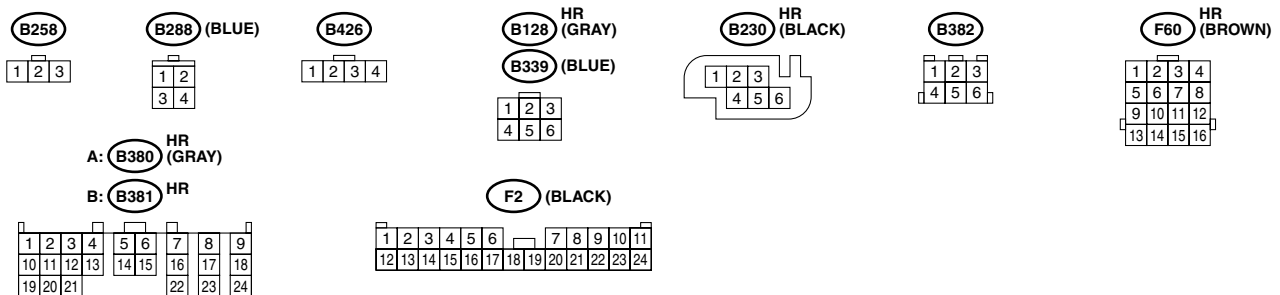 B258
1 2 3
B288 (BLUE)
1 2
3 4
B426
1 2 3 4
B128 HR (GRAY)
B339 (BLUE)
1 2 3
4 5 6
B230 HR (BLACK)
1 2 3
4 5 6
B382
1 2 3
4 5 6
F60 HR (BROWN)
1 2 3 4
5 6 7 8
9 10 11 12
13 14 15 16
A: B380 HR (GRAY)
B: B381 HR
1 2 3 4 5 6 7 8 9
10 11 12 13 14 15 16 17 18
19 20 21 22 23 24
F2 (BLACK)
1 2 3 4 5 6 7 8 9 10 11
12 13 14 15 16 17 18 19 20 21 22 23 24